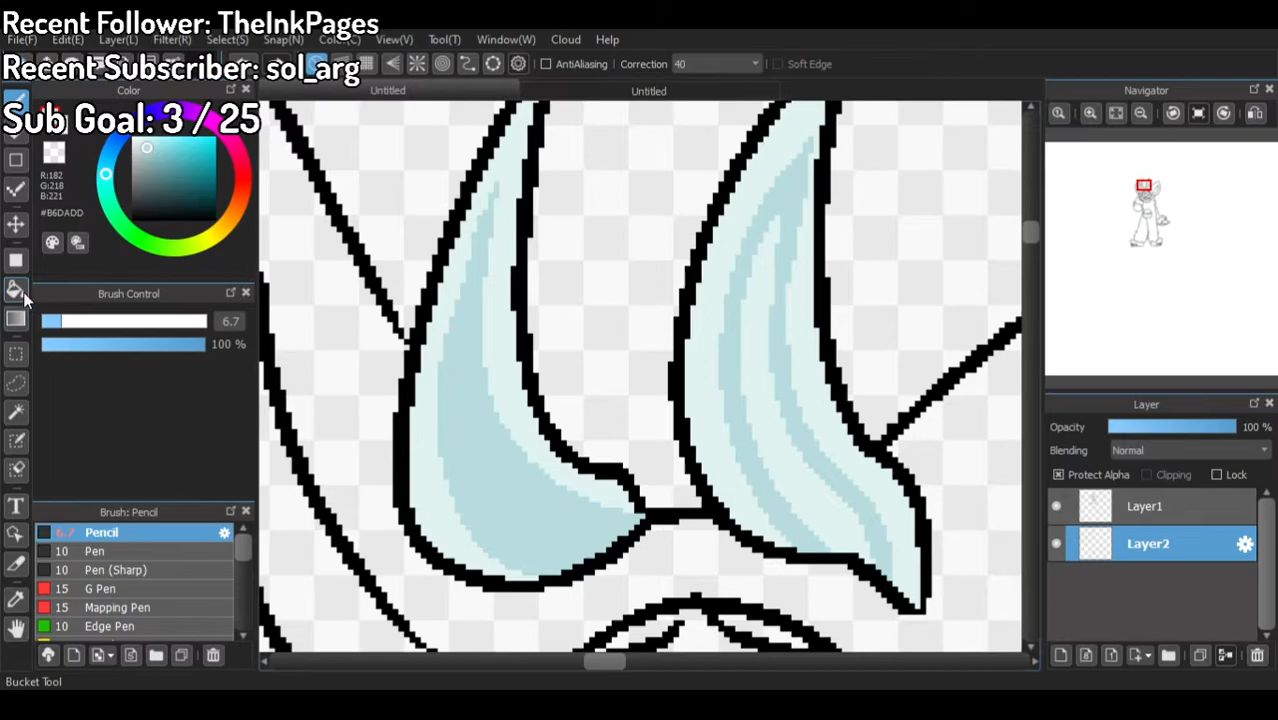 Recent Follower: TheInkPages
File(F) Edit(E) Layer(L) Filter(R) Select(S) Snap(N) Color(C) View(V) Tool(T) Window(W) Cloud Help
Recent Subscriber: sol_arg
AntiAliasing Correction 40 Soft Edge
Color Untitled Untitled Navigator
Sub Goal: 3 / 25
R:182
G:218
B:221
#B6DADD
Brush Control
6.7
100 %
Layer
Opacity 100 %
Blending Normal
Protect Alpha Clipping Lock
Layer1
Layer2
Brush: Pencil
6.7 Pencil
10 Pen
10 Pen (Sharp)
15 G Pen
15 Mapping Pen
10 Edge Pen
Bucket Tool